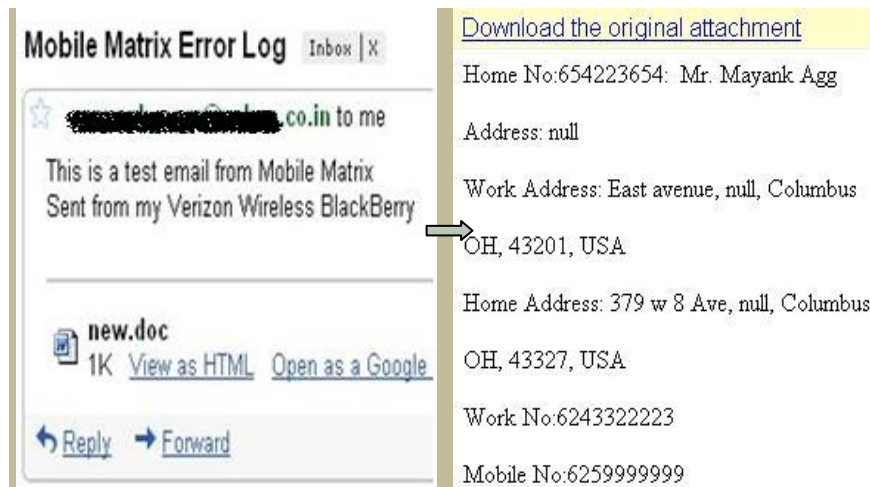 Mobile Matrix Error Log Inbox | X
.co.in to me
This is a test email from Mobile Matrix
Sent from my Verizon Wireless BlackBerry
new.doc
1K View as HTML Open as a Google
Reply Forward
Download the original attachment
Home No:654223654: Mr. Mayank Agg
Address: null
Work Address: East avenue, null, Columbus
OH, 43201, USA
Home Address: 379 w 8 Ave, null, Columbus
OH, 43327, USA
Work No:6243322223
Mobile No:6259999999